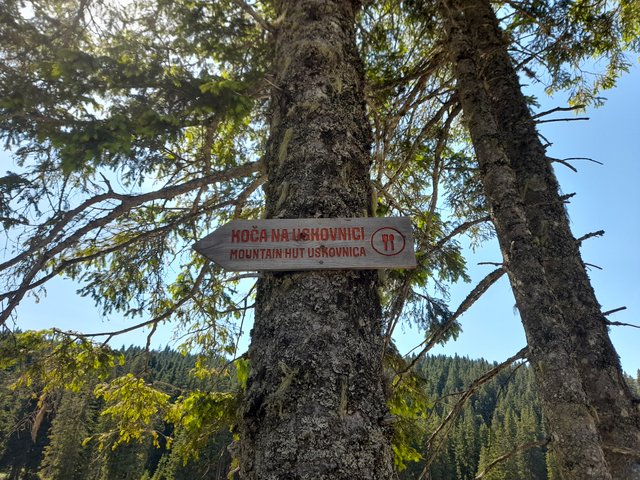 KOČA NA USKOVNICI
MOUNTAIN HUT USKOVNICA